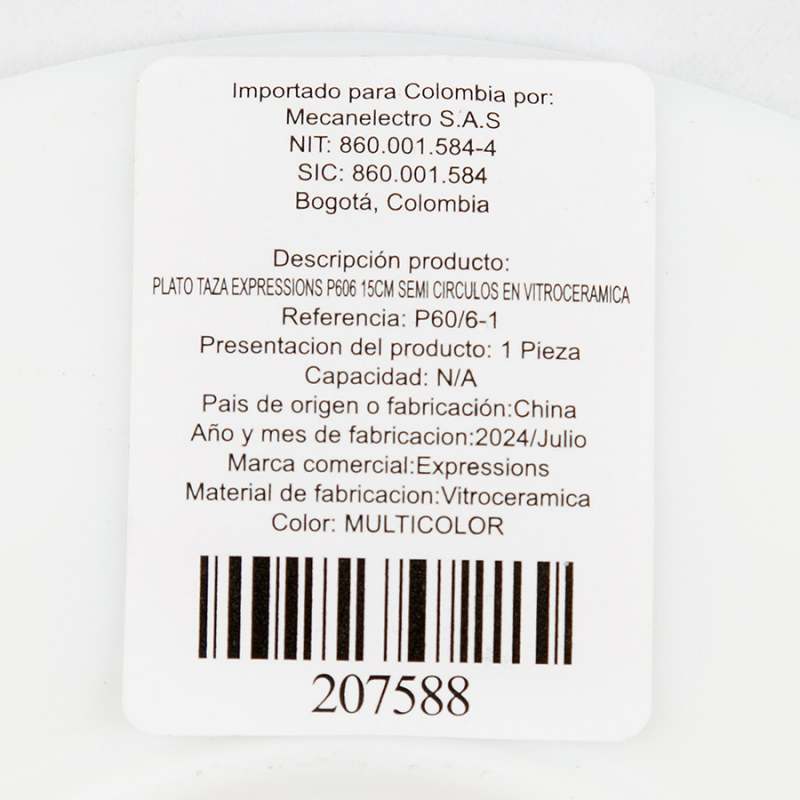 Importado para Colombia por:
Mecanelectro S.A.S
NIT: 860.001.584-4
SIC: 860.001.584
Bogotá, Colombia
Descripción producto:
PLATO TAZA EXPRESSIONS P606 15CM SEMI CIRCULOS EN VITROCERAMICA
Referencia: P60/6-1
Presentacion del producto: 1 Pieza
Capacidad: N/A
Pais de origen o fabricación:China
Año y mes de fabricacion:2024/Julio
Marca comercial:Expressions
Material de fabricacion:Vitroceramica
Color: MULTICOLOR
207588